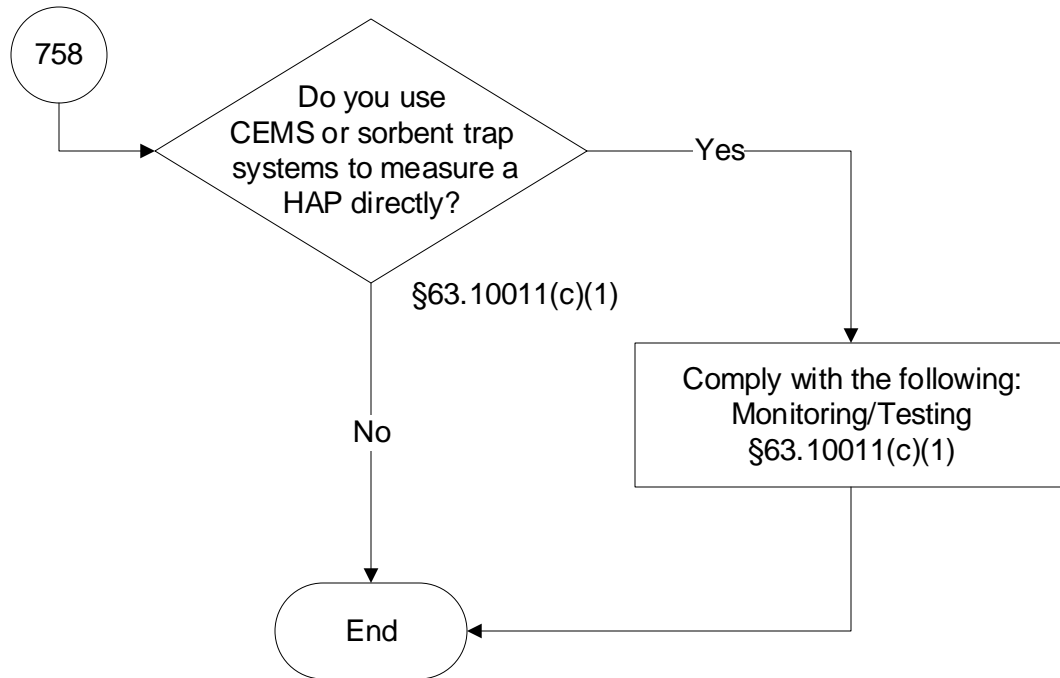 758
Do you use
CEMS or sorbent trap
systems to measure a
HAP directly?
Yes
§63.10011(c)(1)
Comply with the following:
Monitoring/Testing
§63.10011(c)(1)
No
End